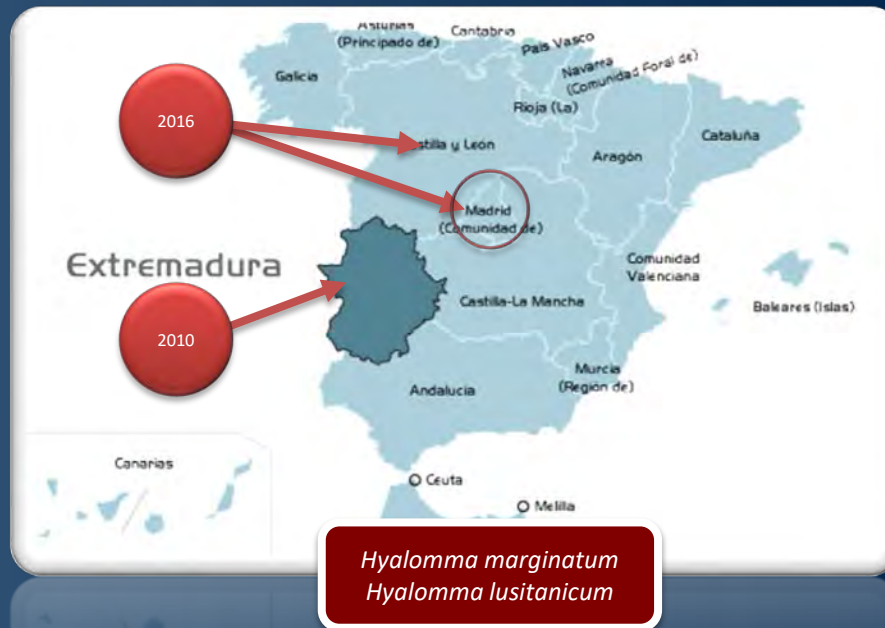 Asturias
(Principado de)
Cantabria
Pais Vasco
Navarra
(Comunidad Foral de)
Galicia
Rioja (La)
2016
stilla y León
Aragón
Cataluña
Madrid
(Comunidad de)
Extremadura
Comunidad
Valenciana
Castilla-La Mancha
Baleares (Islas)
2010
Murcia
(Región de)
Andalucia
Canarias
Ceuta
Melilla
Hyalomma marginatum
Hyalomma lusitanicum